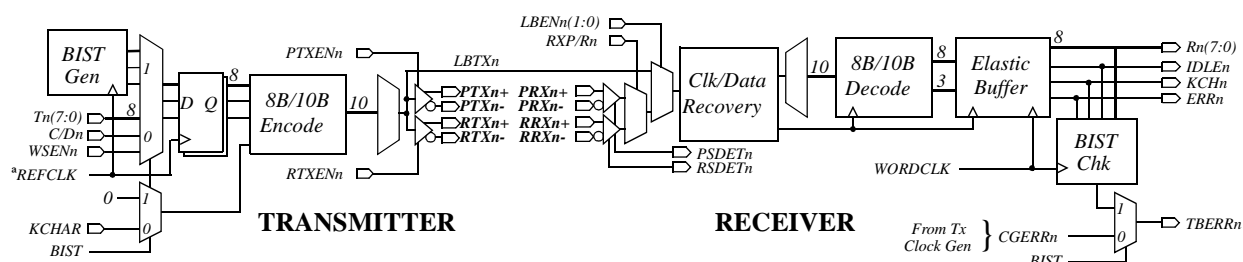 BIST
Gen
1
0
8
Tn(7:0)
C/Dn
WSENn
aREFCLK
D Q
8
8B/10B
Encode
10
0
1
0
KCHAR
BIST
PTXENn
RTXENn
LBTXn
PTXn+
PTXn-
RTXn+
RTXn-
TRANSMITTER
LBENn(1:0)
RXP/Rn
PRXn+
PRXn-
RRXn+
RRXn-
PSDETn
RSDETn
Clk/Data
Recovery
10
8B/10B
Decode
8
3
Elastic
Buffer
8
Rn(7:0)
IDLEn
KCHn
ERRn
BIST
Chk
WORDCLK
RECEIVER
From Tx
Clock Gen
} CGERRn
1
0
TBERRn
BIST